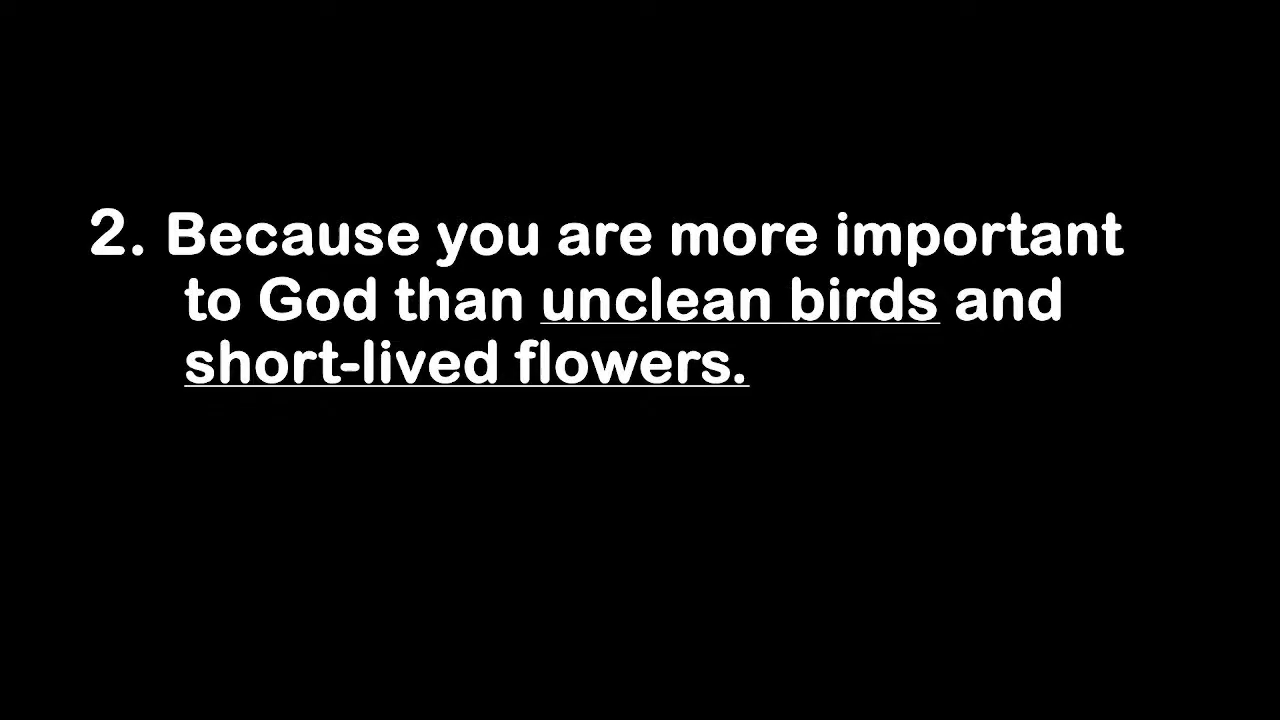 2. Because you are more important
to God than unclean birds and
short-lived flowers.